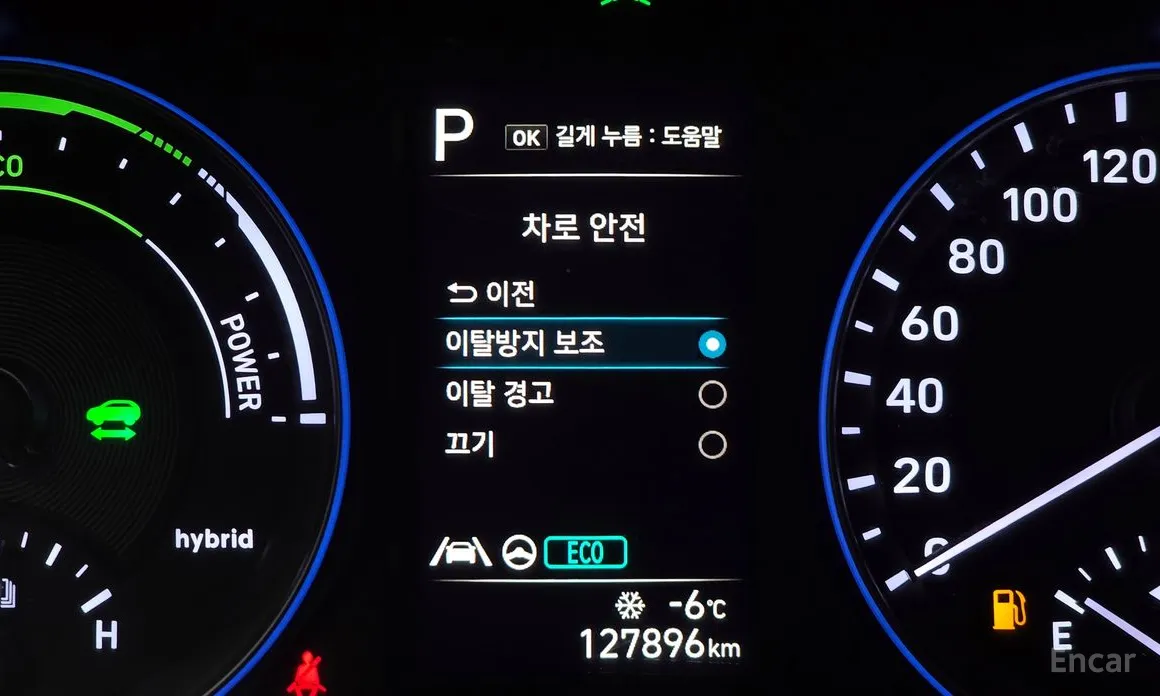 P
OK 길게 누름 : 도움말
차로 안전
이전
이탈방지 보조
이탈 경고
끄기
ECO
-6℃
127896km
POWER
hybrid
H
120
100
80
60
40
20
0
E
Encar